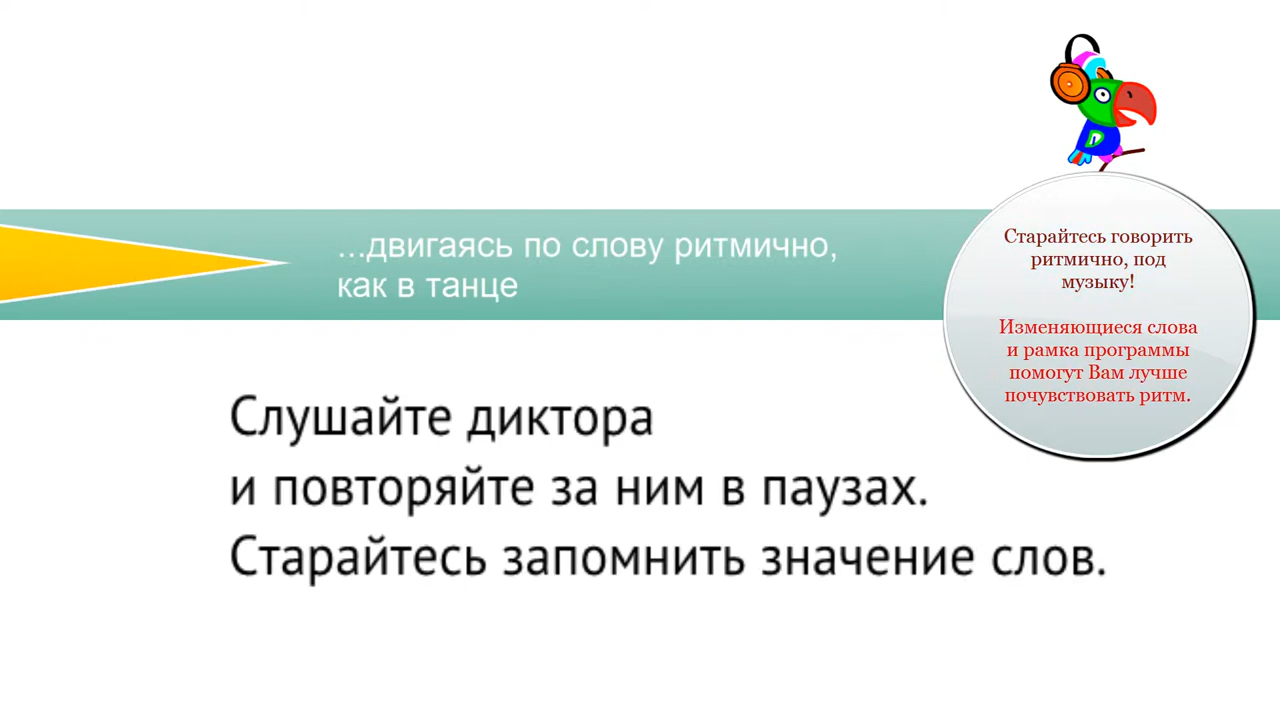 ...двигаясь по слову ритмично,
как в танце
Старайтесь говорить
ритмично, под
музыку!
Изменяющиеся слова
и рамка программы
помогут Вам лучше
почувствовать ритм.
Слушайте диктора
и повторяйте за ним в паузах.
Старайтесь запомнить значение слов.